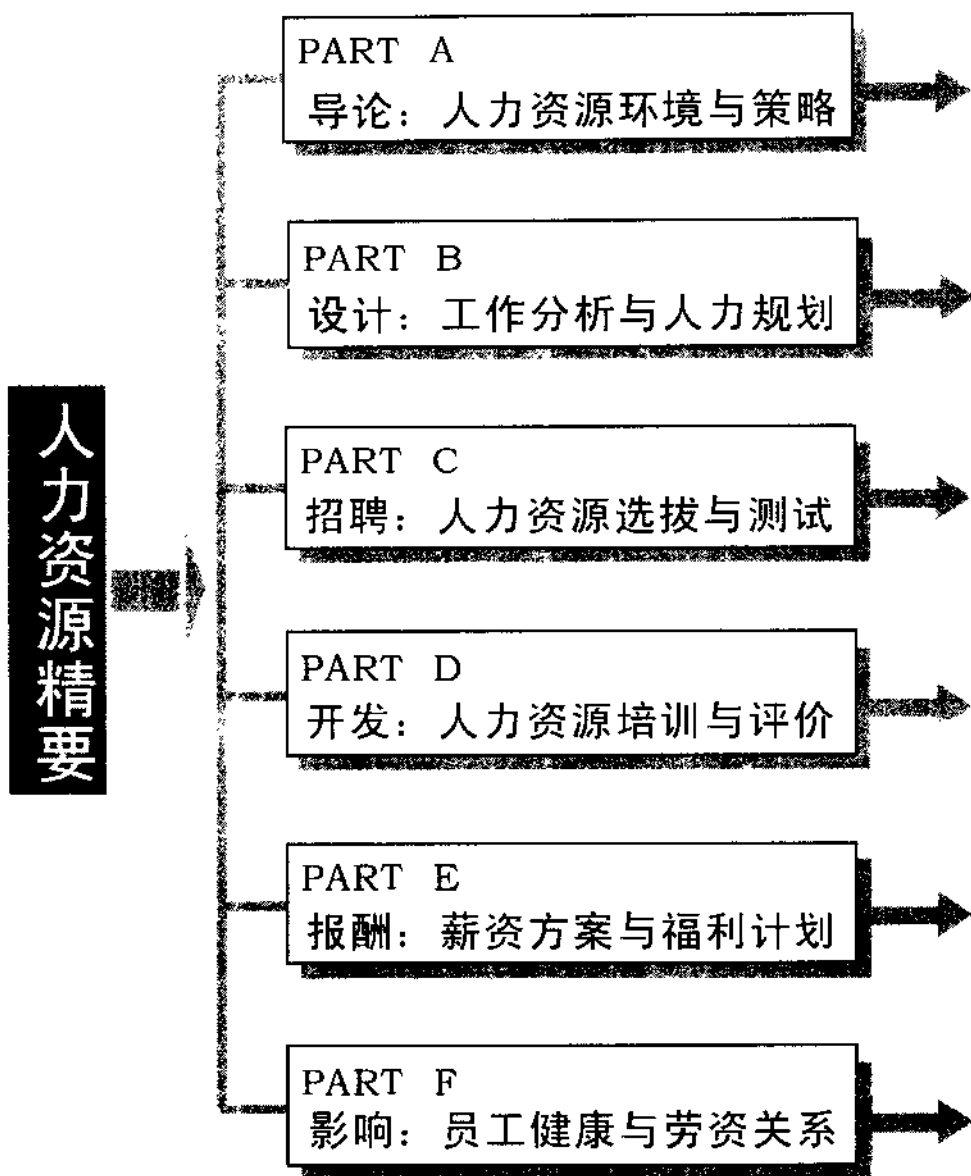 人力资源精要
PART A
导论：人力资源环境与策略
PART B
设计：工作分析与人力规划
PART C
招聘：人力资源选拔与测试
PART D
开发：人力资源培训与评价
PART E
报酬：薪资方案与福利计划
PART F
影响：员工健康与劳资关系